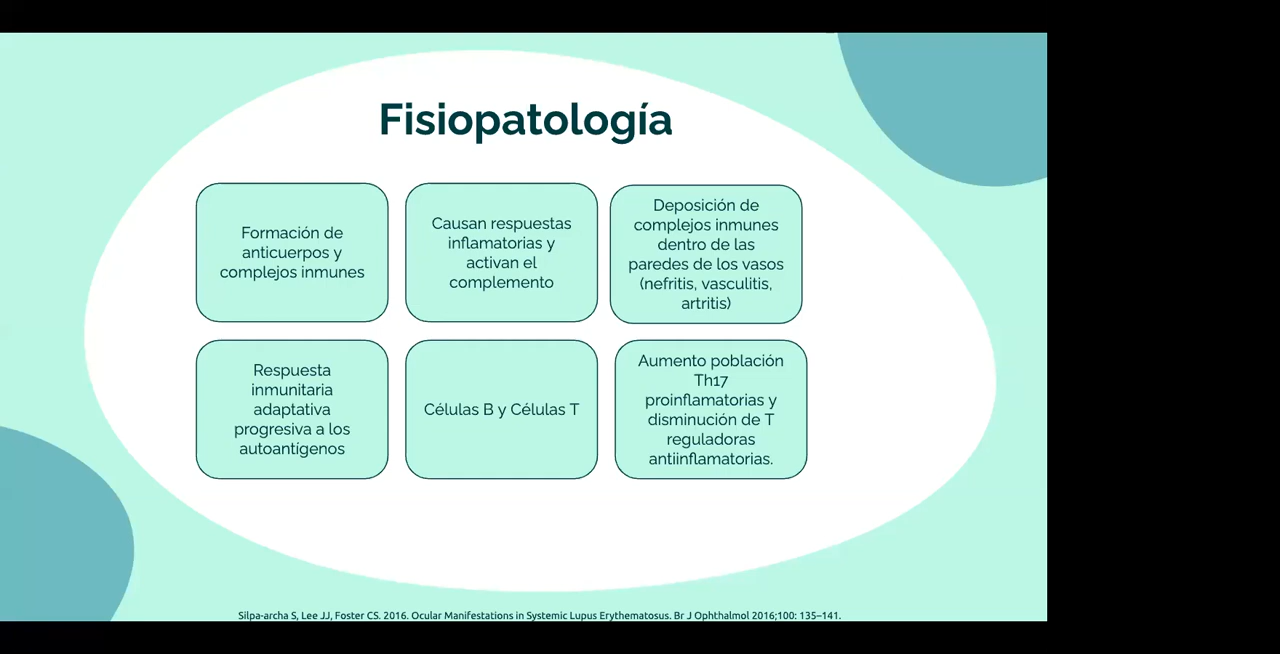 Fisiopatología
Formación de
anticuerpos y
complejos inmunes
Causan respuestas
inflamatorias y
activan el
complemento
Deposición de
complejos inmunes
dentro de las
paredes de los vasos
(nefritis, vasculitis,
artritis)
Respuesta
inmunitaria
adaptativa
progresiva a los
autoantígenos
Células B y Células T
Aumento población
Th17
proinflamatorias y
disminución de T
reguladoras
antiinflamatorias.
Silpa-archa S, Lee JJ, Foster CS. 2016. Ocular Manifestations in Systemic Lupus Erythematosus. Br J Ophthalmol 2016;100: 135–141.